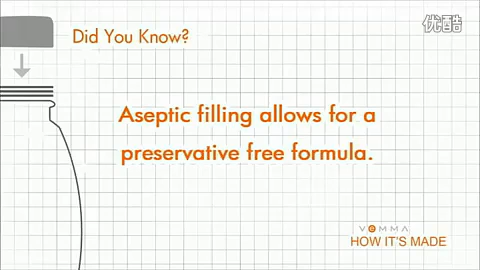 优酷
Did You Know?
Aseptic filling allows for a
preservative free formula.
VEMMA
HOW IT'S MADE